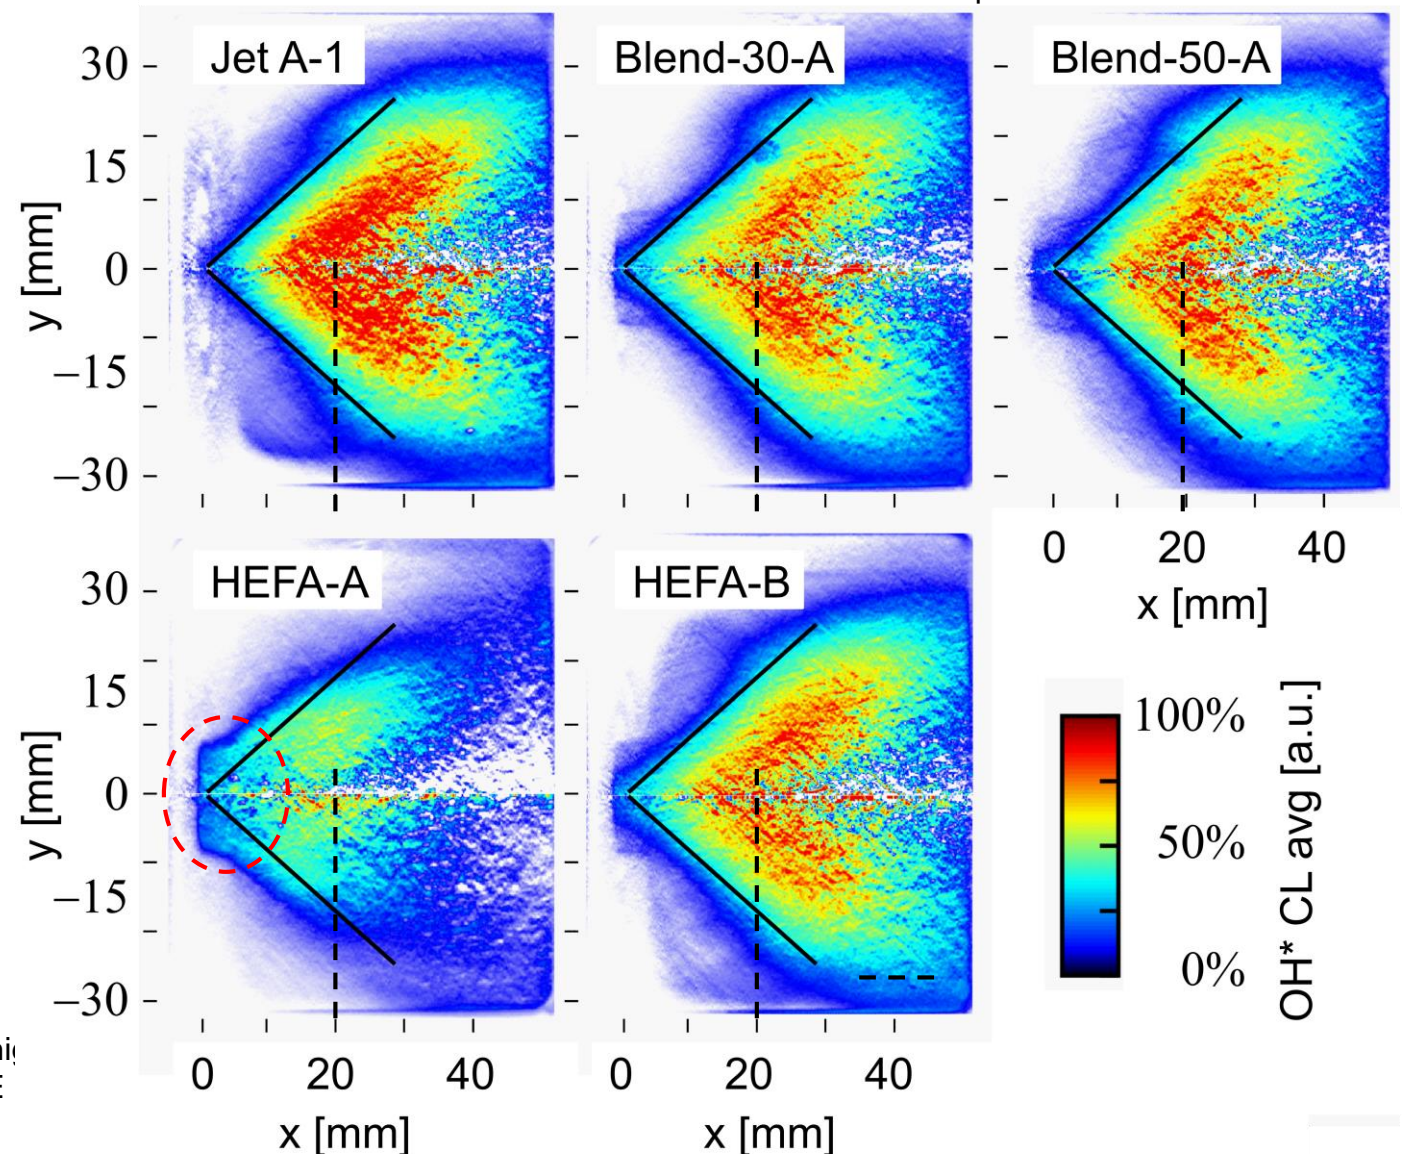 Jet A-1
Blend-30-A
Blend-50-A
y [mm]
30
15
0
−15
−30
0 20 40
x [mm]
HEFA-A
HEFA-B
y [mm]
30
15
0
−15
−30
0 20 40
x [mm]
0 20 40
x [mm]
100%
50%
0%
OH* CL avg [a.u.]